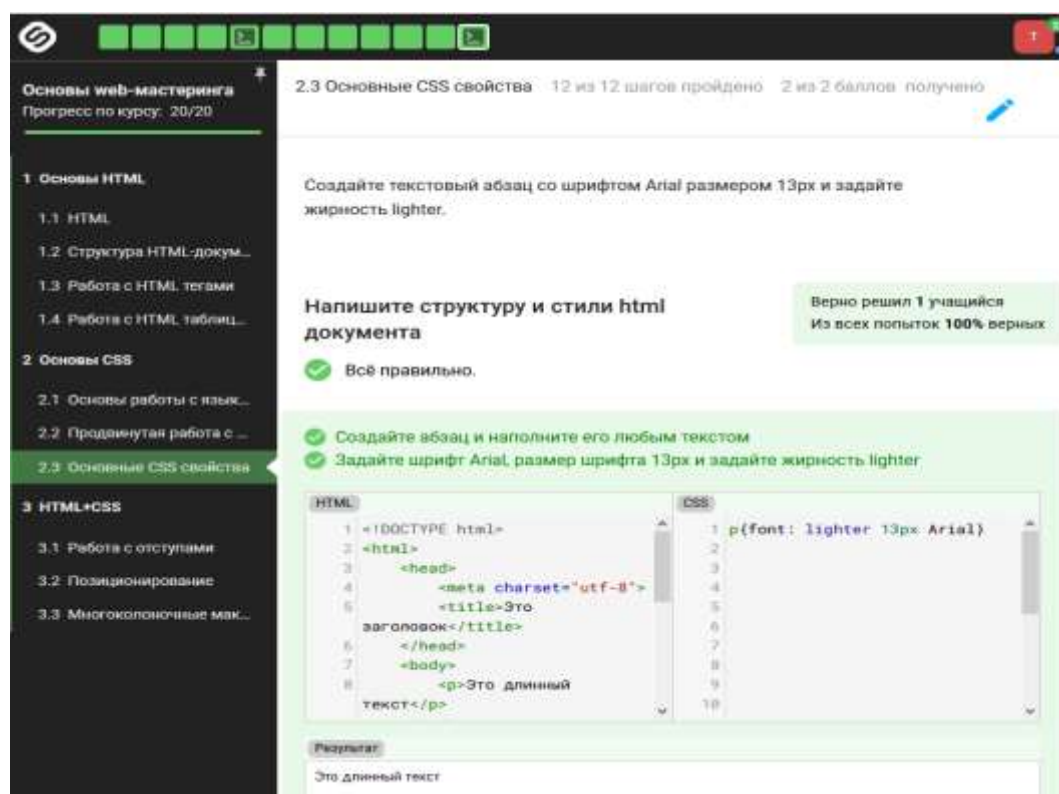 Основы web-мастеринга
Прогресс по курсу: 20/20
1 Основы HTML
1.1 HTML
1.2 Структура HTML-докум...
1.3 Работа с HTML тегами
1.4 Работа с HTML таблиц...
2 Основы CSS
2.1 Основы работы с язык...
2.2 Продвинутая работа с ...
2.3 Основные CSS свойства
3 HTML+CSS
3.1 Работа с отступами
3.2 Позиционирование
3.3 Многоколоночные мак...
2.3 Основные CSS свойства 12 из 12 шагов пройдено 2 из 2 баллов получено
Создайте текстовый абзац со шрифтом Arial размером 13px и задайте
жирность lighter.
Напишите структуру и стили html
документа
Верно решил 1 учащийся
Из всех попыток 100% верных
Всё правильно.
Создайте абзац и наполните его любым текстом
Задайте шрифт Arial, размер шрифта 13px и задайте жирность lighter
HTML
1 <!DOCTYPE html>
2 <html>
3 <head>
4 <meta charset="utf-8">
5 <title>Это
заголовок</title>
6 </head>
7 <body>
8 <p>Это длинный
текст</p>
CSS
1 p{font: lighter 13px Arial}
2
3
4
5
6
7
8
9
10
Результат
Это длинный текст